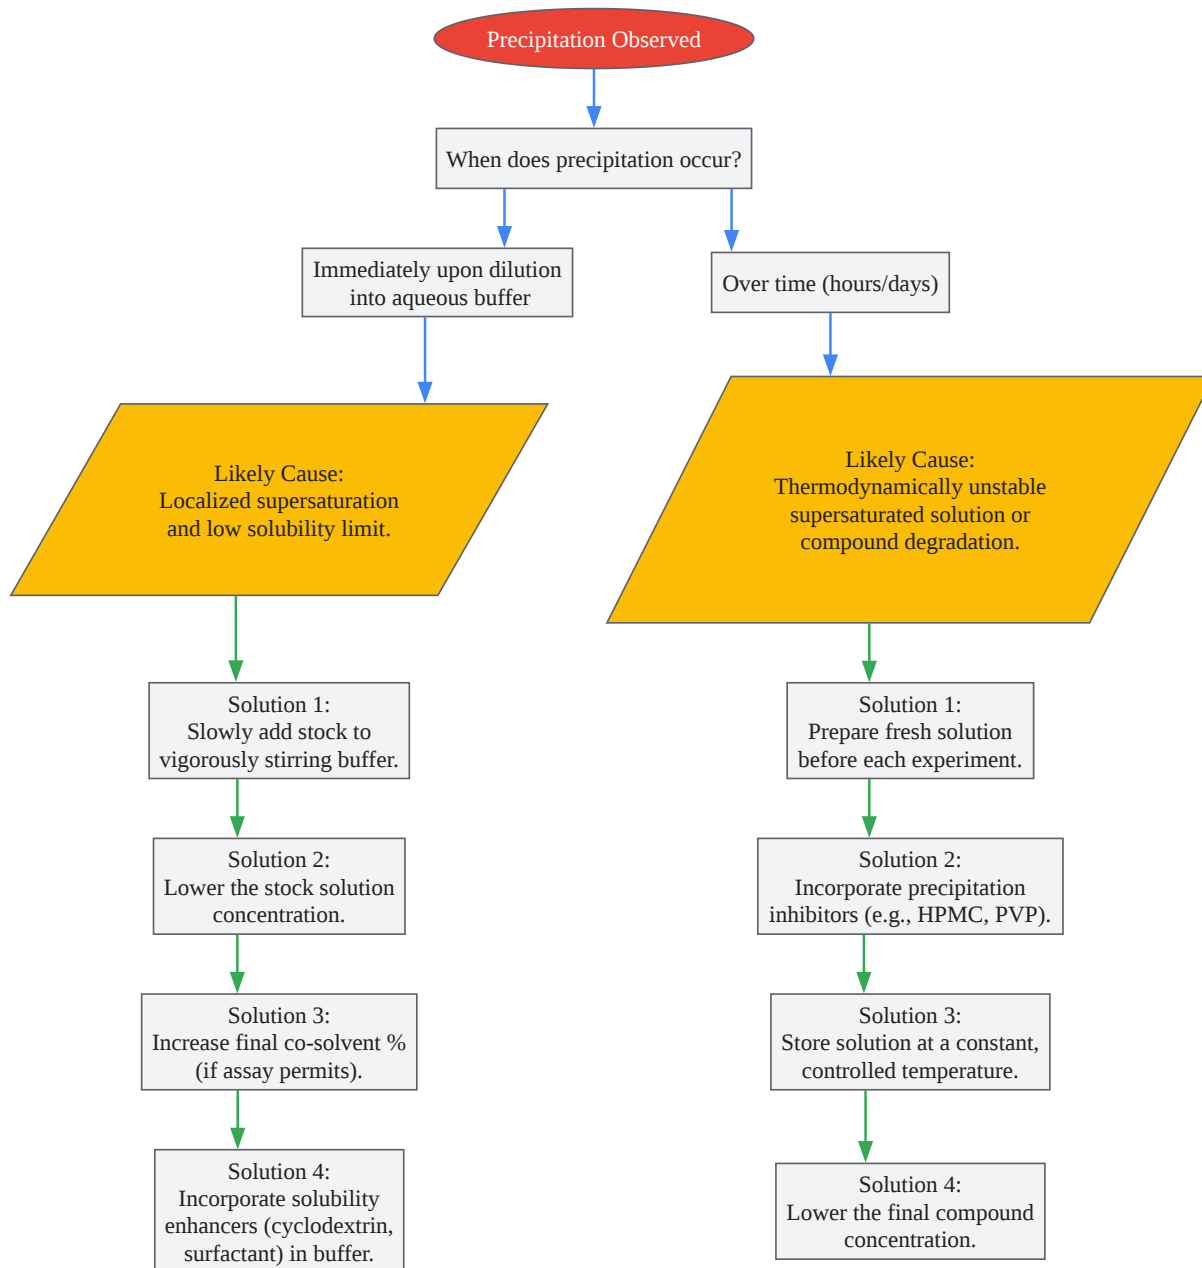 Precipitation Observed
When does precipitation occur?
Immediately upon dilution
into aqueous buffer
Over time (hours/days)
Likely Cause:
Localized supersaturation
and low solubility limit.
Likely Cause:
Thermodynamically unstable
supersaturated solution or
compound degradation.
Solution 1:
Slowly add stock to
vigorously stirring buffer.
Solution 1:
Prepare fresh solution
before each experiment.
Solution 2:
Lower the stock solution
concentration.
Solution 2:
Incorporate precipitation
inhibitors (e.g., HPMC, PVP).
Solution 3:
Increase final co-solvent %
(if assay permits).
Solution 3:
Store solution at a constant,
controlled temperature.
Solution 4:
Incorporate solubility
enhancers (cyclodextrin,
surfactant) in buffer.
Solution 4:
Lower the final compound
concentration.